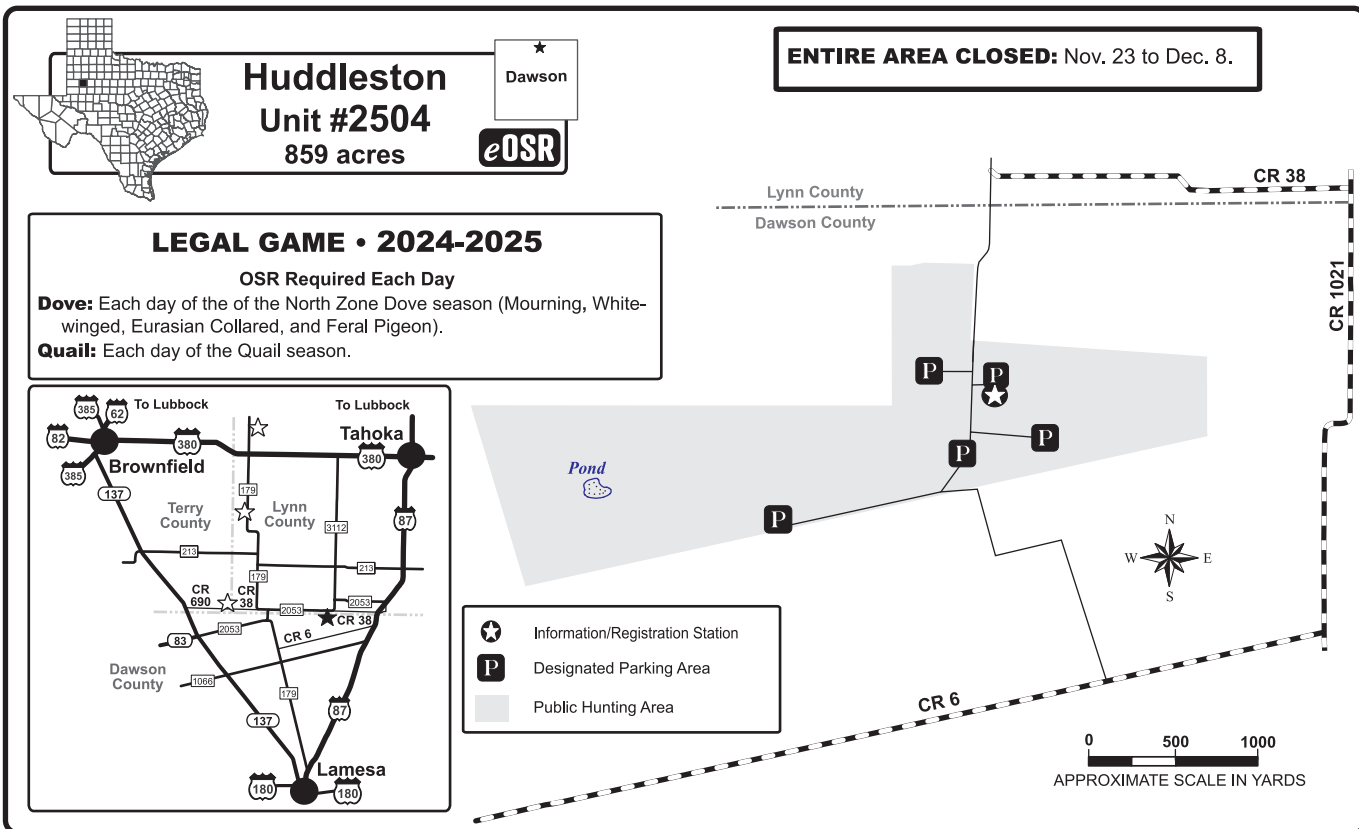 Huddleston
Unit #2504
859 acres
Dawson
eOSR
ENTIRE AREA CLOSED: Nov. 23 to Dec. 8.
LEGAL GAME • 2024-2025
OSR Required Each Day
Dove: Each day of the of the North Zone Dove season (Mourning, White-
winged, Eurasian Collared, and Feral Pigeon).
Quail: Each day of the Quail season.
385
62
To Lubbock
To Lubbock
82
380
Tahoka
380
385
Brownfield
137
179
Terry
County
Lynn
County
3112
87
213
179
213
CR
690
CR
38
2053
2053
CR 38
83
2053
CR 6
Dawson
County
1066
179
87
137
Lamesa
180
180
Lynn County
Dawson County
CR 38
CR 1021
P
P
P
P
P
Pond
N
W
E
S
CR 6
Information/Registration Station
P
Designated Parking Area
Public Hunting Area
0
500
1000
APPROXIMATE SCALE IN YARDS